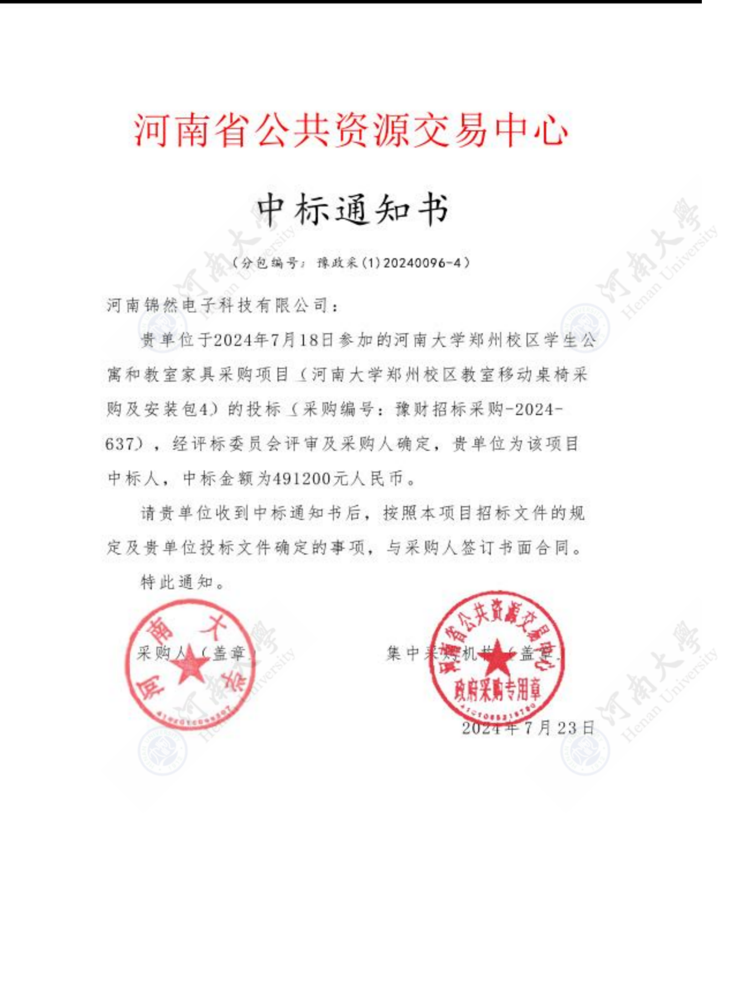 河南省公共资源交易中心
中标通知书
（分包编号：豫政采(1)20240096-4）
河南锦然电子科技有限公司：
贵单位于2024年7月18日参加的河南大学郑州校区学生公
寓和教室家具采购项目（河南大学郑州校区教室移动桌椅采
购及安装包4）的投标（采购编号：豫财招标采购-2024-
637），经评标委员会评审及采购人确定，贵单位为该项目
中标人，中标金额为491200元人民币。
请贵单位收到中标通知书后，按照本项目招标文件的规
定及贵单位投标文件确定的事项，与采购人签订书面合同。
特此通知。
采购人（盖章）
集中采购机构（盖章）
河南大学
河南省公共资源交易中心
政府采购专用章
2024年7月23日
河南大學
Henan University
河南大學
Henan University
河南大學
Henan University
河南大學
Henan University